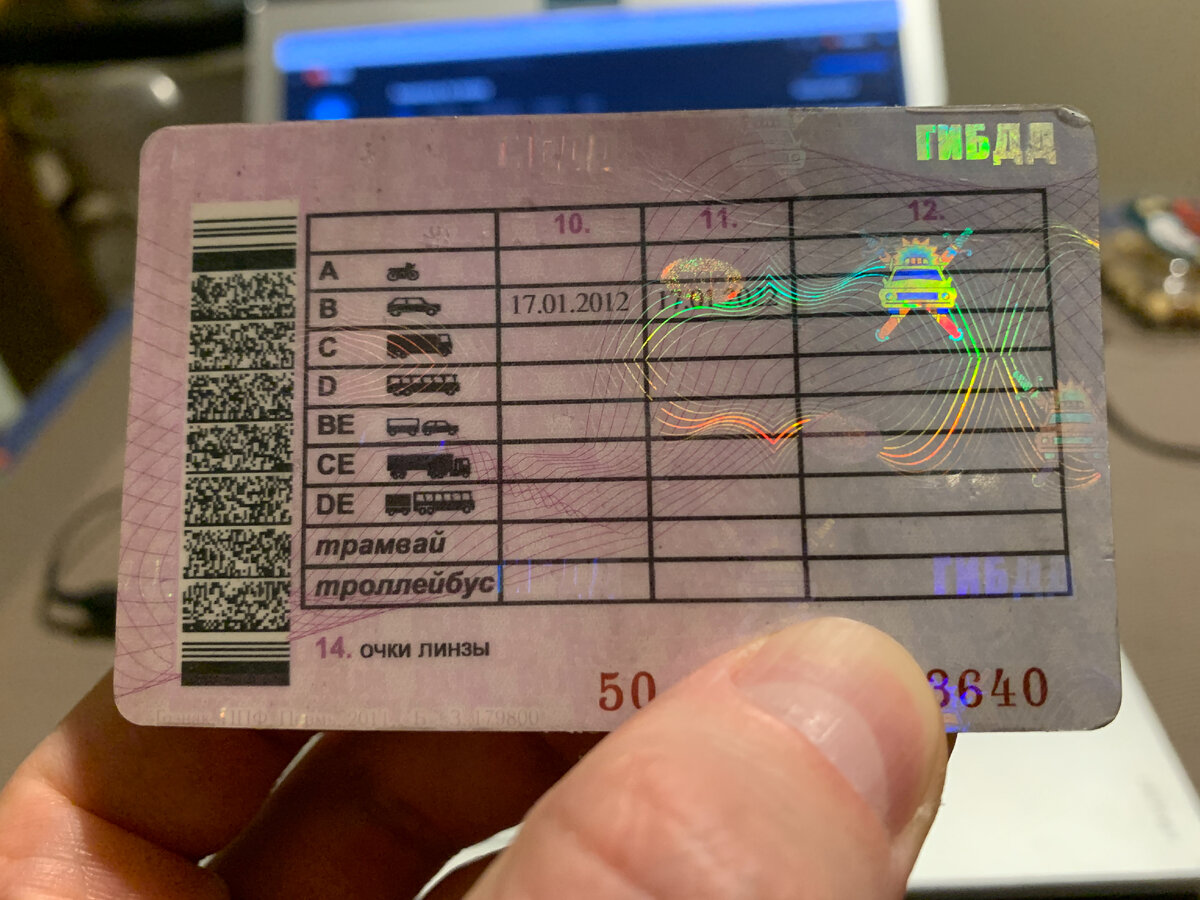 ГИБДД
10. 11. 12.
A
B 17.01.2012
C
D
BE
CE
DE
трамвай
троллейбус
ГИБДД
14. очки линзы
50 3640